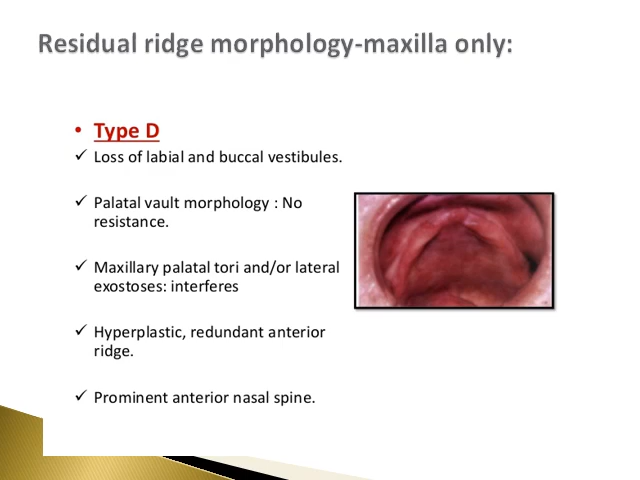 Residual ridge morphology-maxilla only:
• Type D
✓ Loss of labial and buccal vestibules.
✓ Palatal vault morphology : No
resistance.
✓ Maxillary palatal tori and/or lateral
exostoses: interferes
✓ Hyperplastic, redundant anterior
ridge.
✓ Prominent anterior nasal spine.